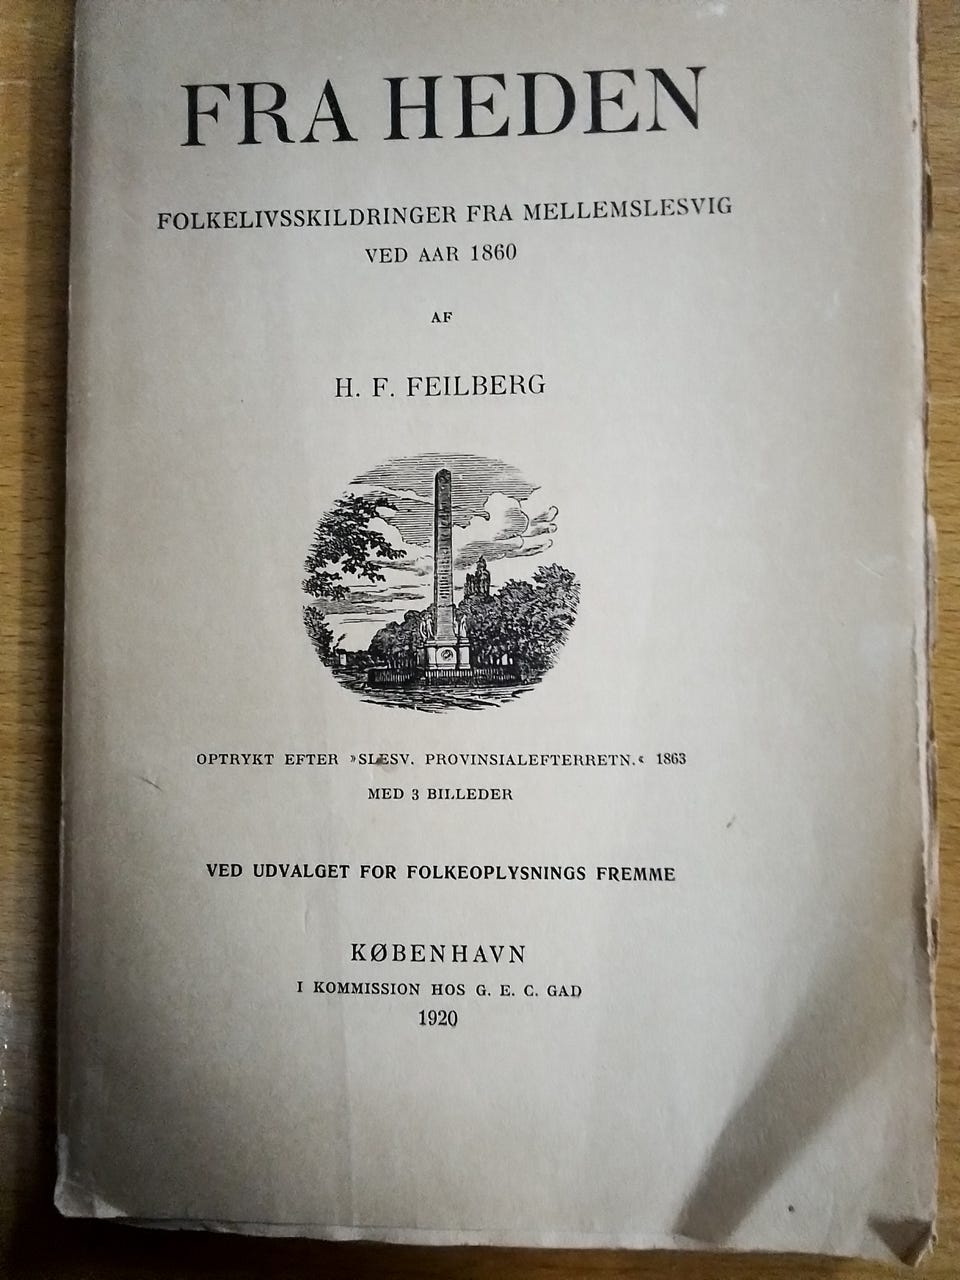 FRA HEDEN
FOLKELIVSSKILDRINGER FRA MELLEMSLESVIG
VED AAR 1860
AF
H. F. FEILBERG
OPTRYKT EFTER »SLESV. PROVINSIALEFTERRETN.« 1863
MED 3 BILLEDER
VED UDVALGET FOR FOLKEOPLYSNINGS FREMME
KØBENHAVN
I KOMMISSION HOS G. E. C. GAD
1920